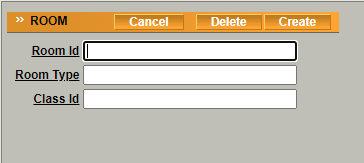 » ROOM Cancel Delete Create
Room Id
Room Type
Class Id